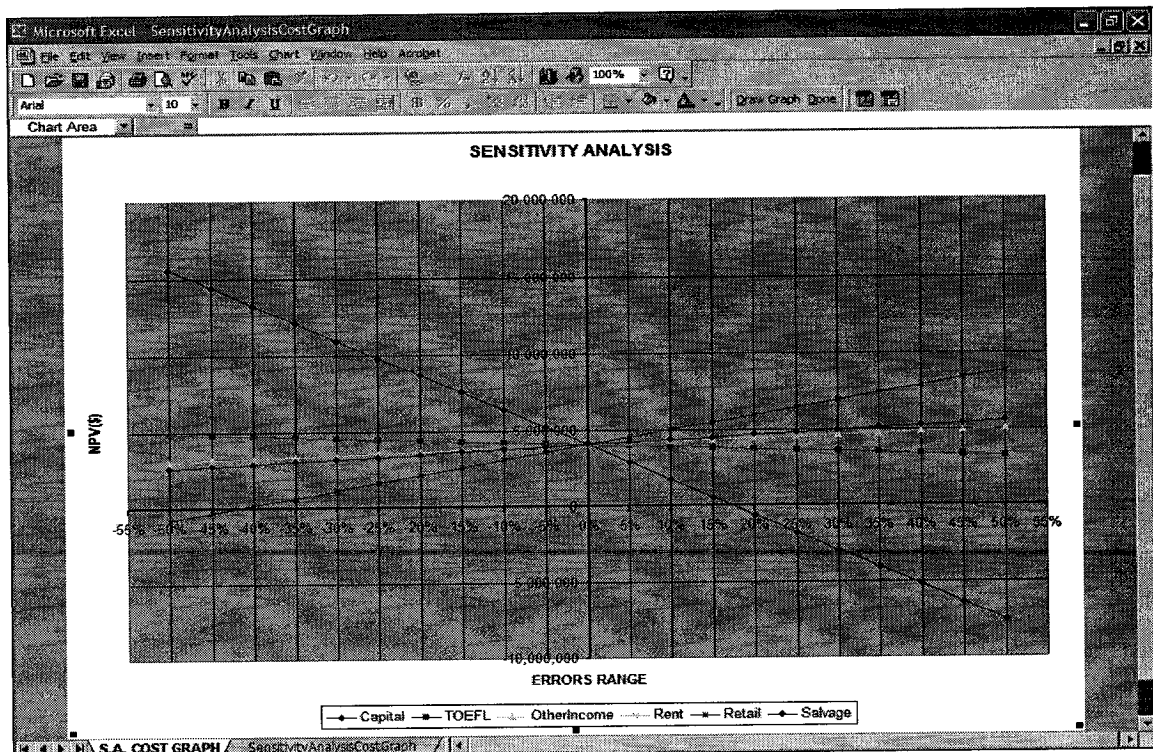 Microsoft Excel - SensitivityAnalysisCostGraph
File Edit View Insert Format Tools Chart Window Help Acrobat
100%
Arial 10 B I U Draw Graph Done
Chart Area =
SENSITIVITY ANALYSIS
20,000,000
15,000,000
10,000,000
5,000,000
NPV($)
0
-55% -50% -45% -40% -35% -30% -25% -20% -15% -10% -5% 0% 5% 10% 15% 20% 25% 30% 35% 40% 45% 50% 55%
-5,000,000
-10,000,000
ERRORS RANGE
Capital TOEFL OtherIncome Rent Retail Salvage
S.A. COST GRAPH SensitivityAnalysisCostGraph